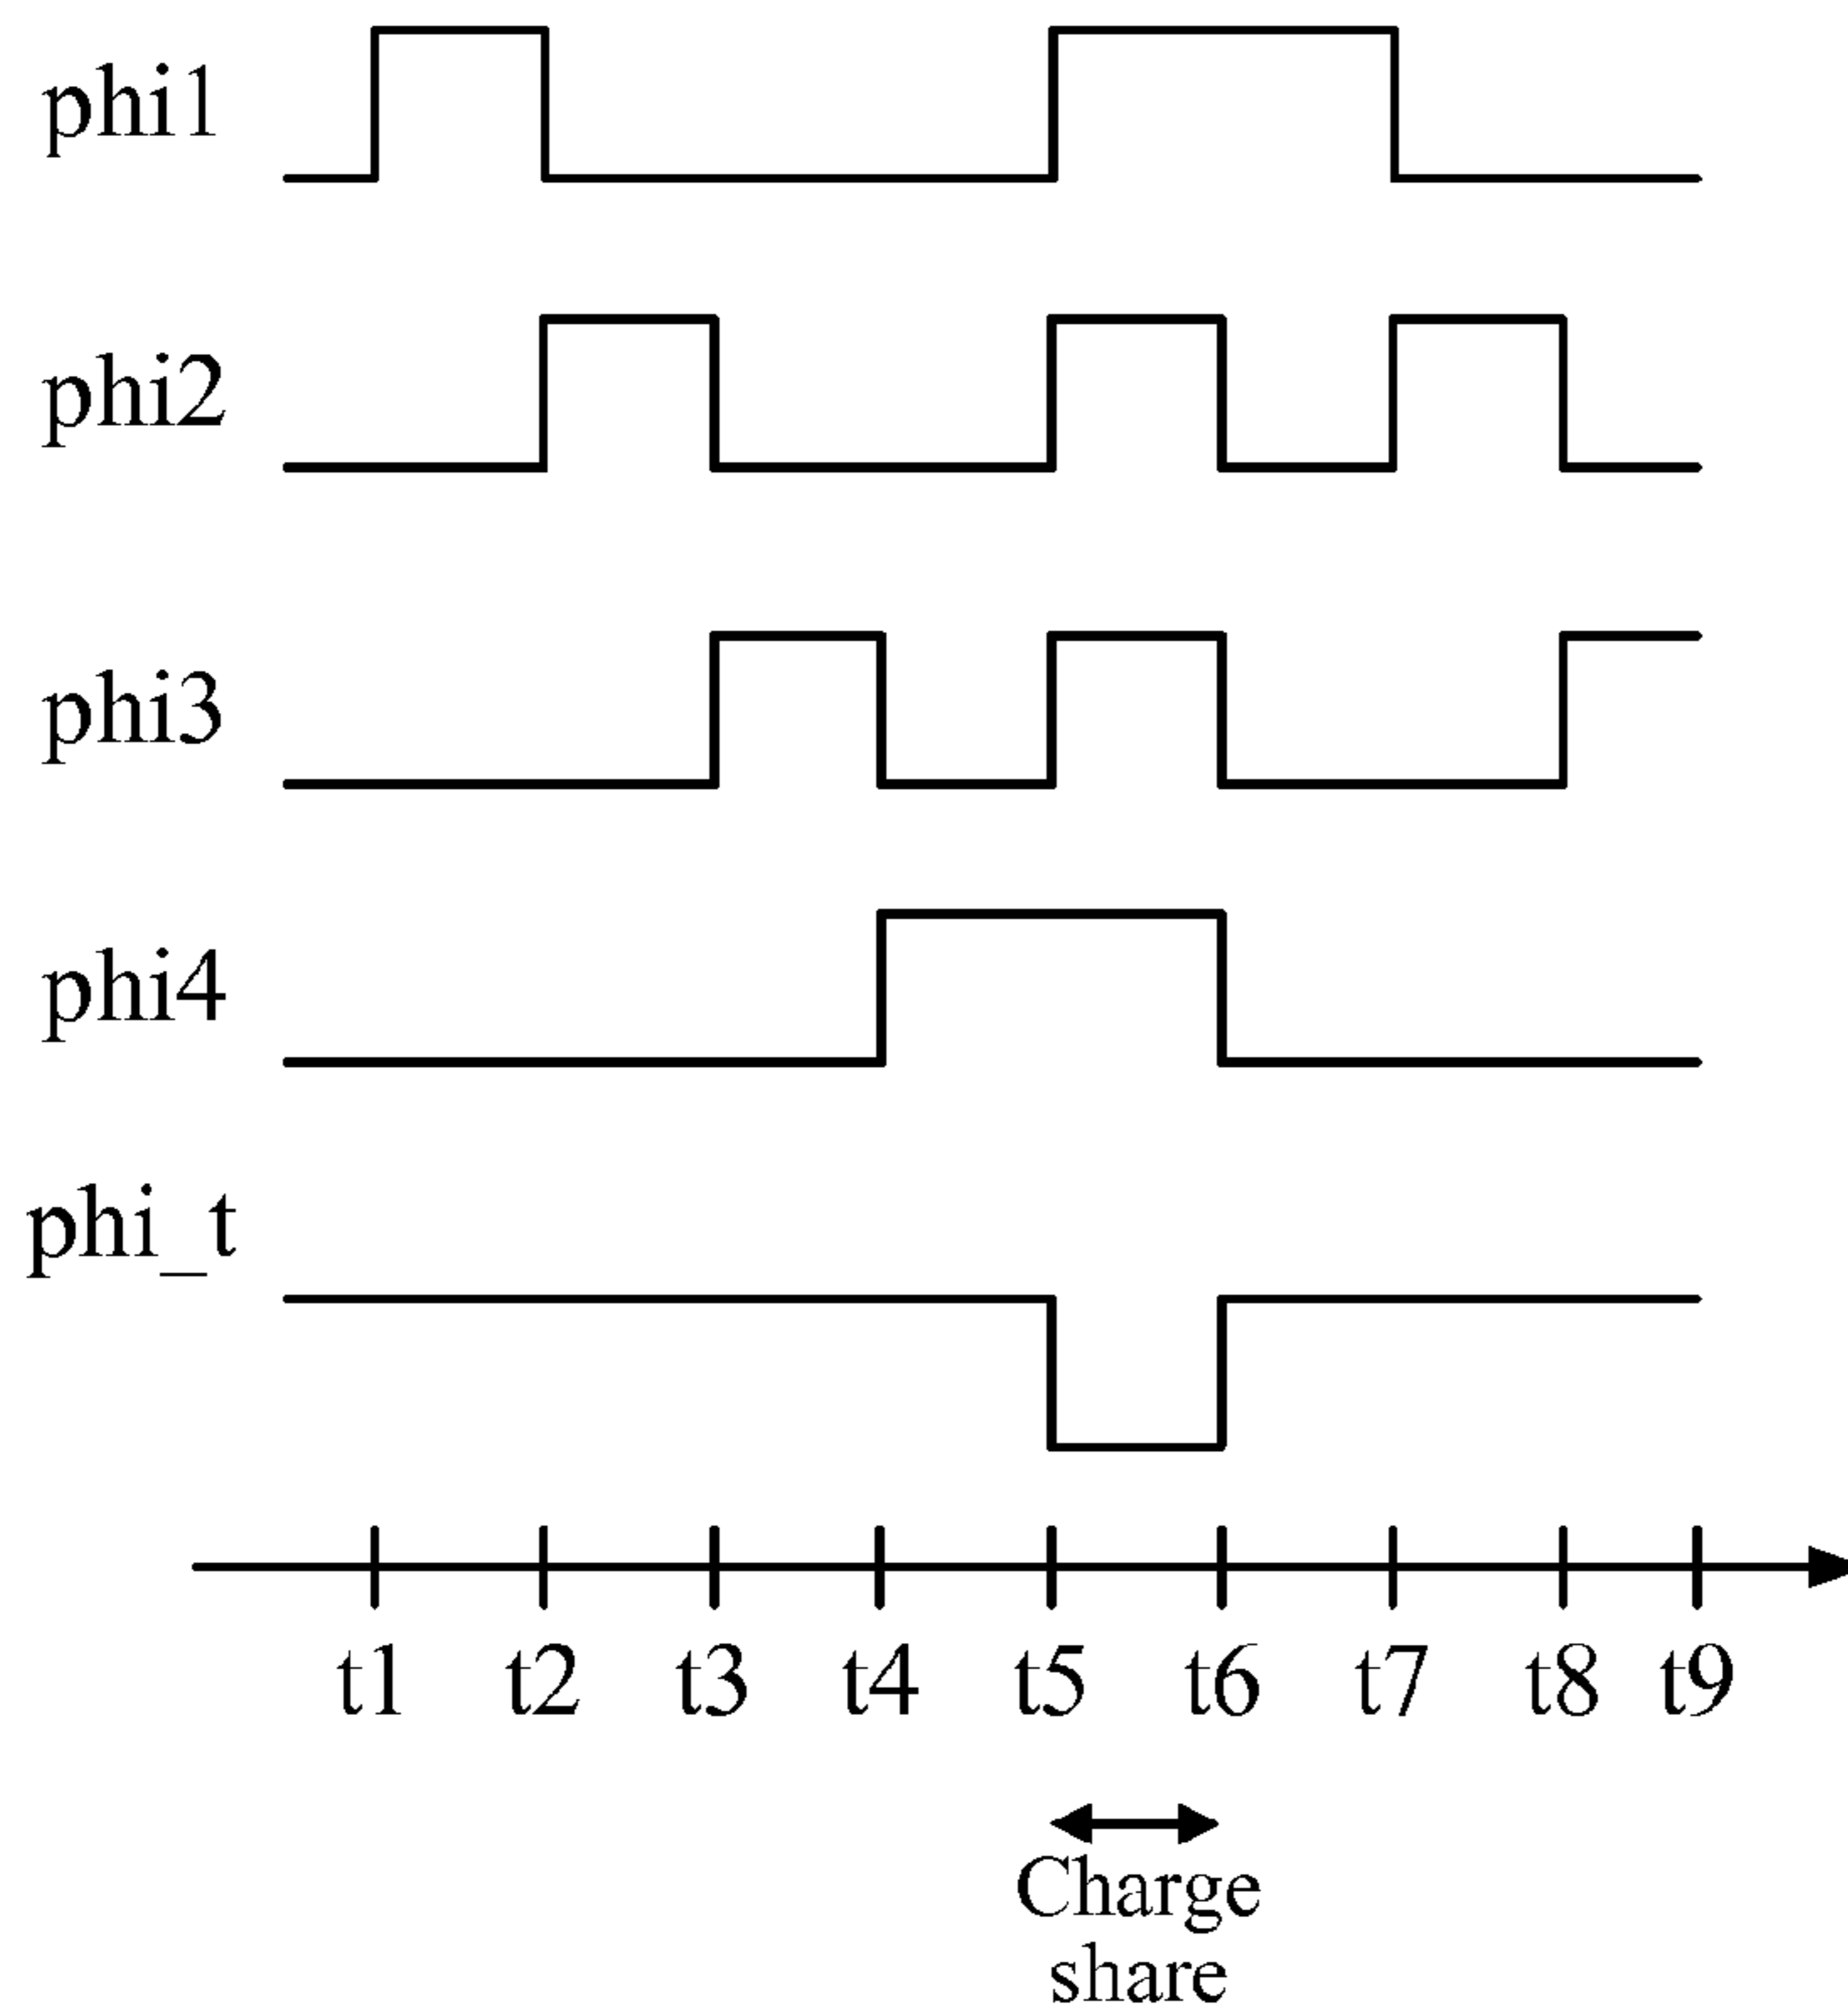 phi1
phi2
phi3
phi4
phi_t
t1 t2 t3 t4 t5 t6 t7 t8 t9
Charge
share